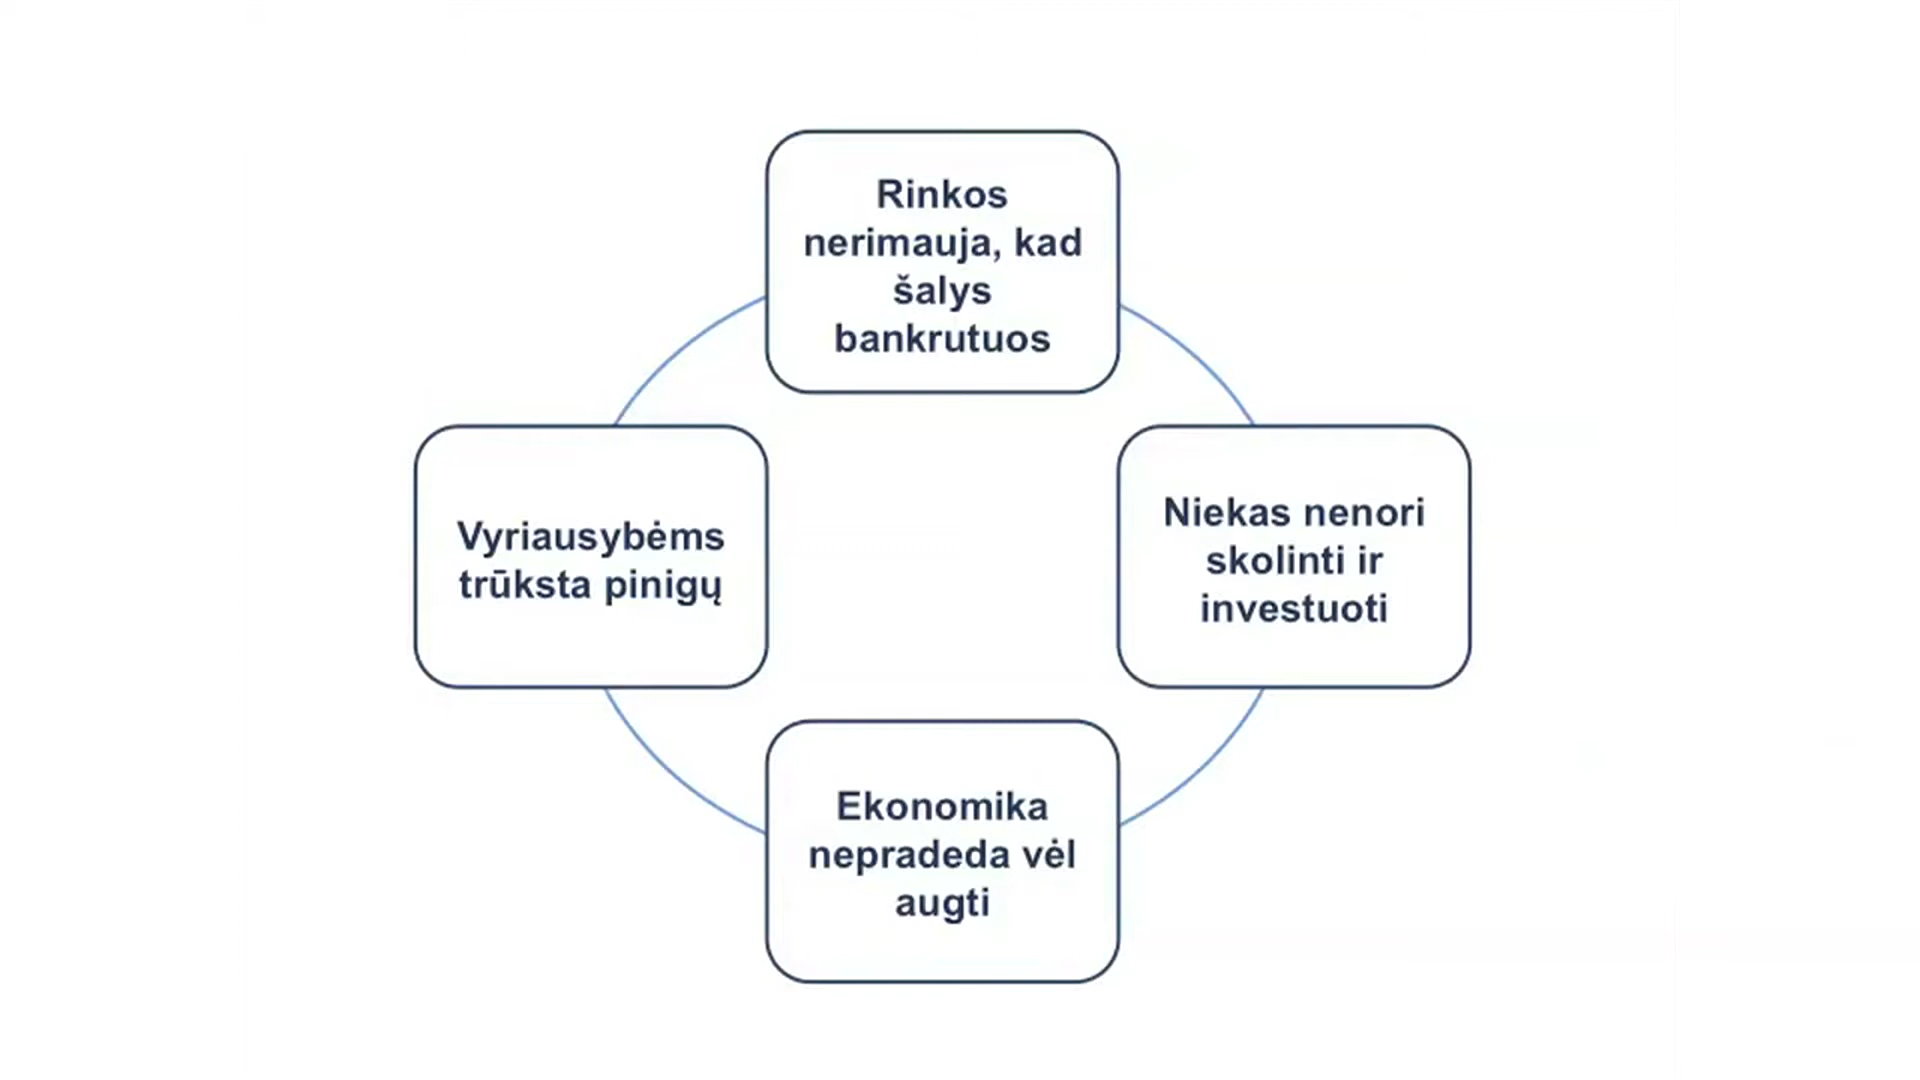 Rinkos
nerimauja, kad
šalys
bankrutuos
Vyriausybėms
trūksta pinigų
Niekas nenori
skolinti ir
investuoti
Ekonomika
nepradeda vėl
augti